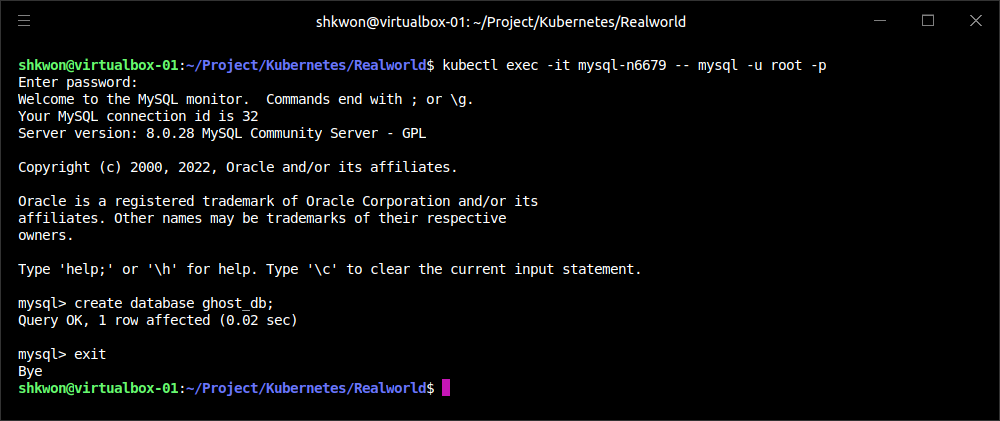 shkwon@virtualbox-01: ~/Project/Kubernetes/Realworld
shkwon@virtualbox-01:~/Project/Kubernetes/Realworld$ kubectl exec -it mysql-n6679 -- mysql -u root -p
Enter password:
Welcome to the MySQL monitor.  Commands end with ; or \g.
Your MySQL connection id is 32
Server version: 8.0.28 MySQL Community Server - GPL
Copyright (c) 2000, 2022, Oracle and/or its affiliates.
Oracle is a registered trademark of Oracle Corporation and/or its
affiliates. Other names may be trademarks of their respective
owners.
Type 'help;' or '\h' for help. Type '\c' to clear the current input statement.
mysql> create database ghost_db;
Query OK, 1 row affected (0.02 sec)
mysql> exit
Bye
shkwon@virtualbox-01:~/Project/Kubernetes/Realworld$